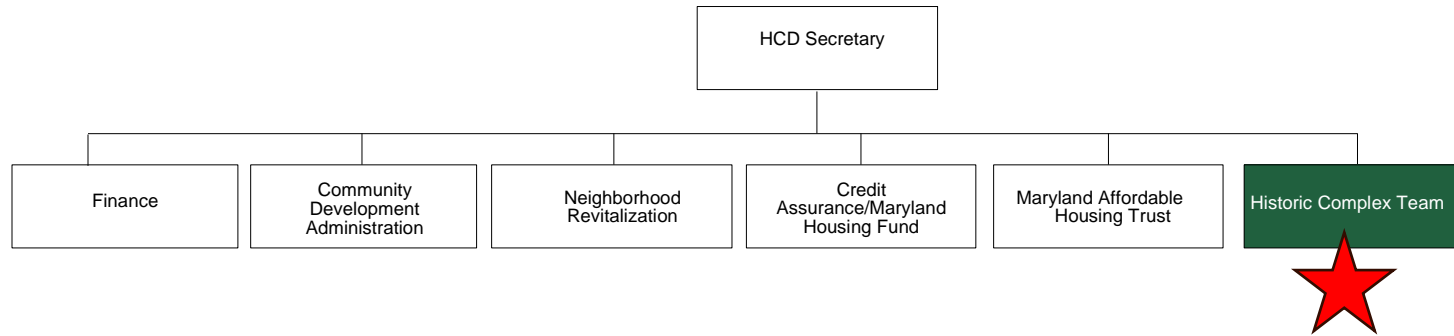 HCD Secretary
Finance
Community
Development
Administration
Neighborhood
Revitalization
Credit
Assurance/Maryland
Housing Fund
Maryland Affordable
Housing Trust
Historic Complex Team